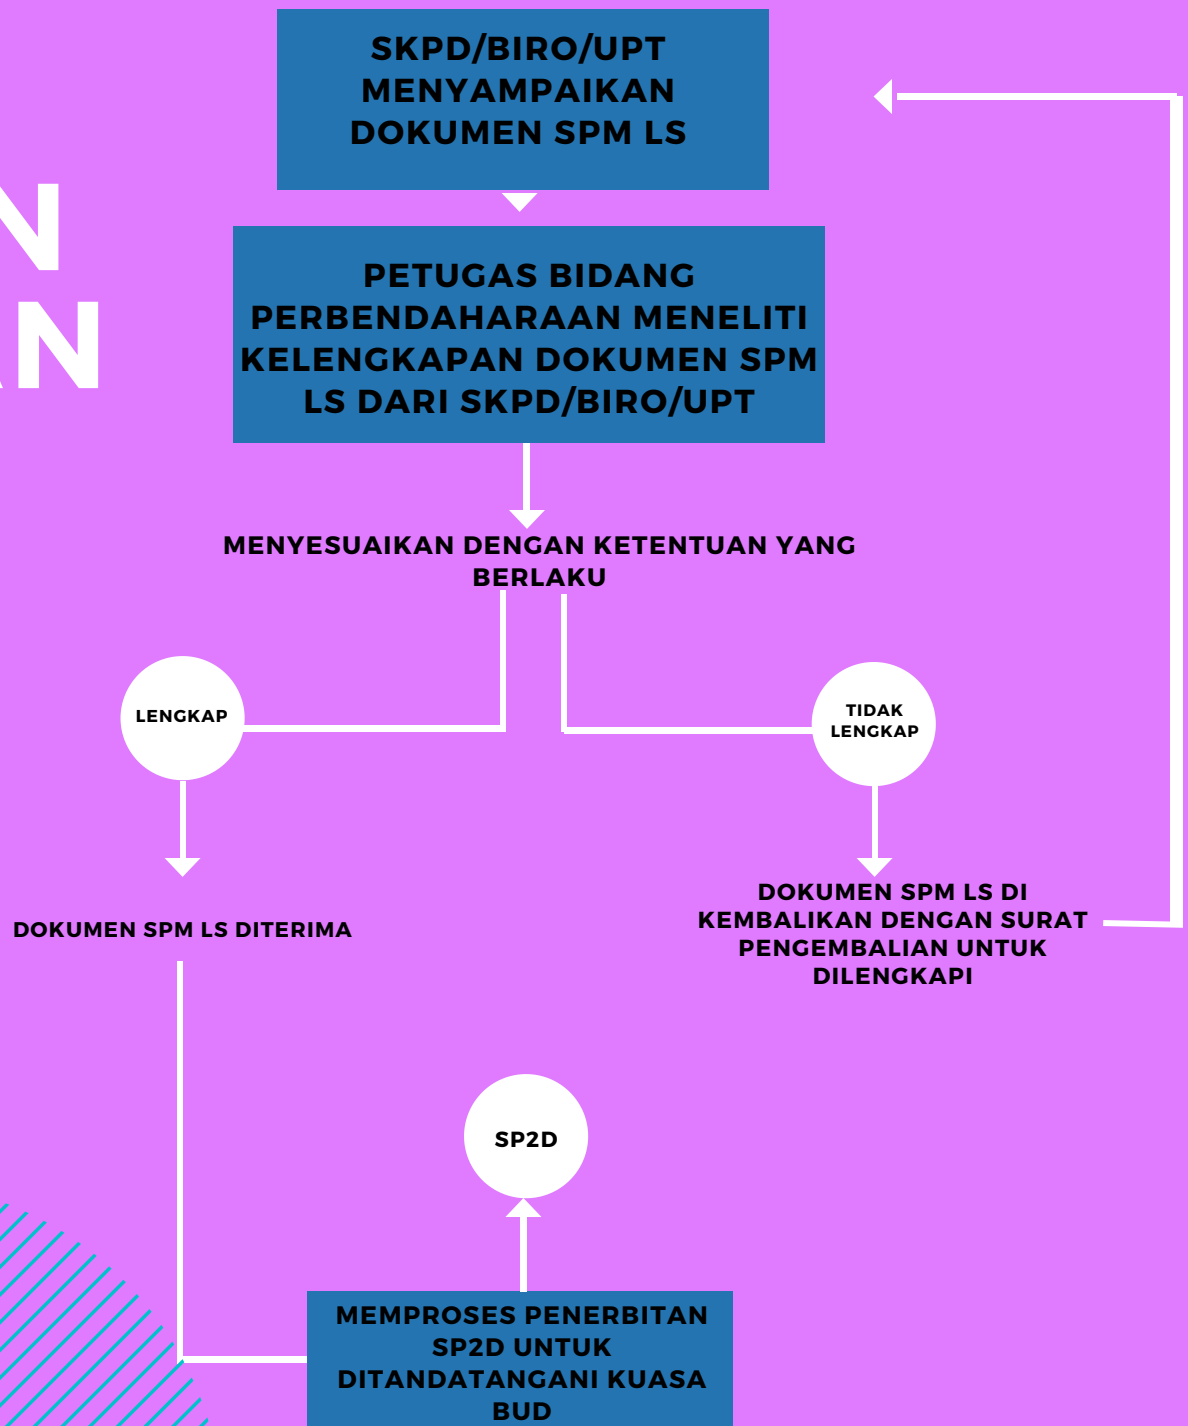 SKPD/BIRO/UPT
MENYAMPAIKAN
DOKUMEN SPM LS
PETUGAS BIDANG
PERBENDAHARAAN MENELITI
KELENGKAPAN DOKUMEN SPM
LS DARI SKPD/BIRO/UPT
MENYESUAIKAN DENGAN KETENTUAN YANG
BERLAKU
LENGKAP
TIDAK
LENGKAP
DOKUMEN SPM LS DITERIMA
DOKUMEN SPM LS DI
KEMBALIKAN DENGAN SURAT
PENGEMBALIAN UNTUK
DILENGKAPI
SP2D
MEMPROSES PENERBITAN
SP2D UNTUK
DITANDATANGANI KUASA
BUD